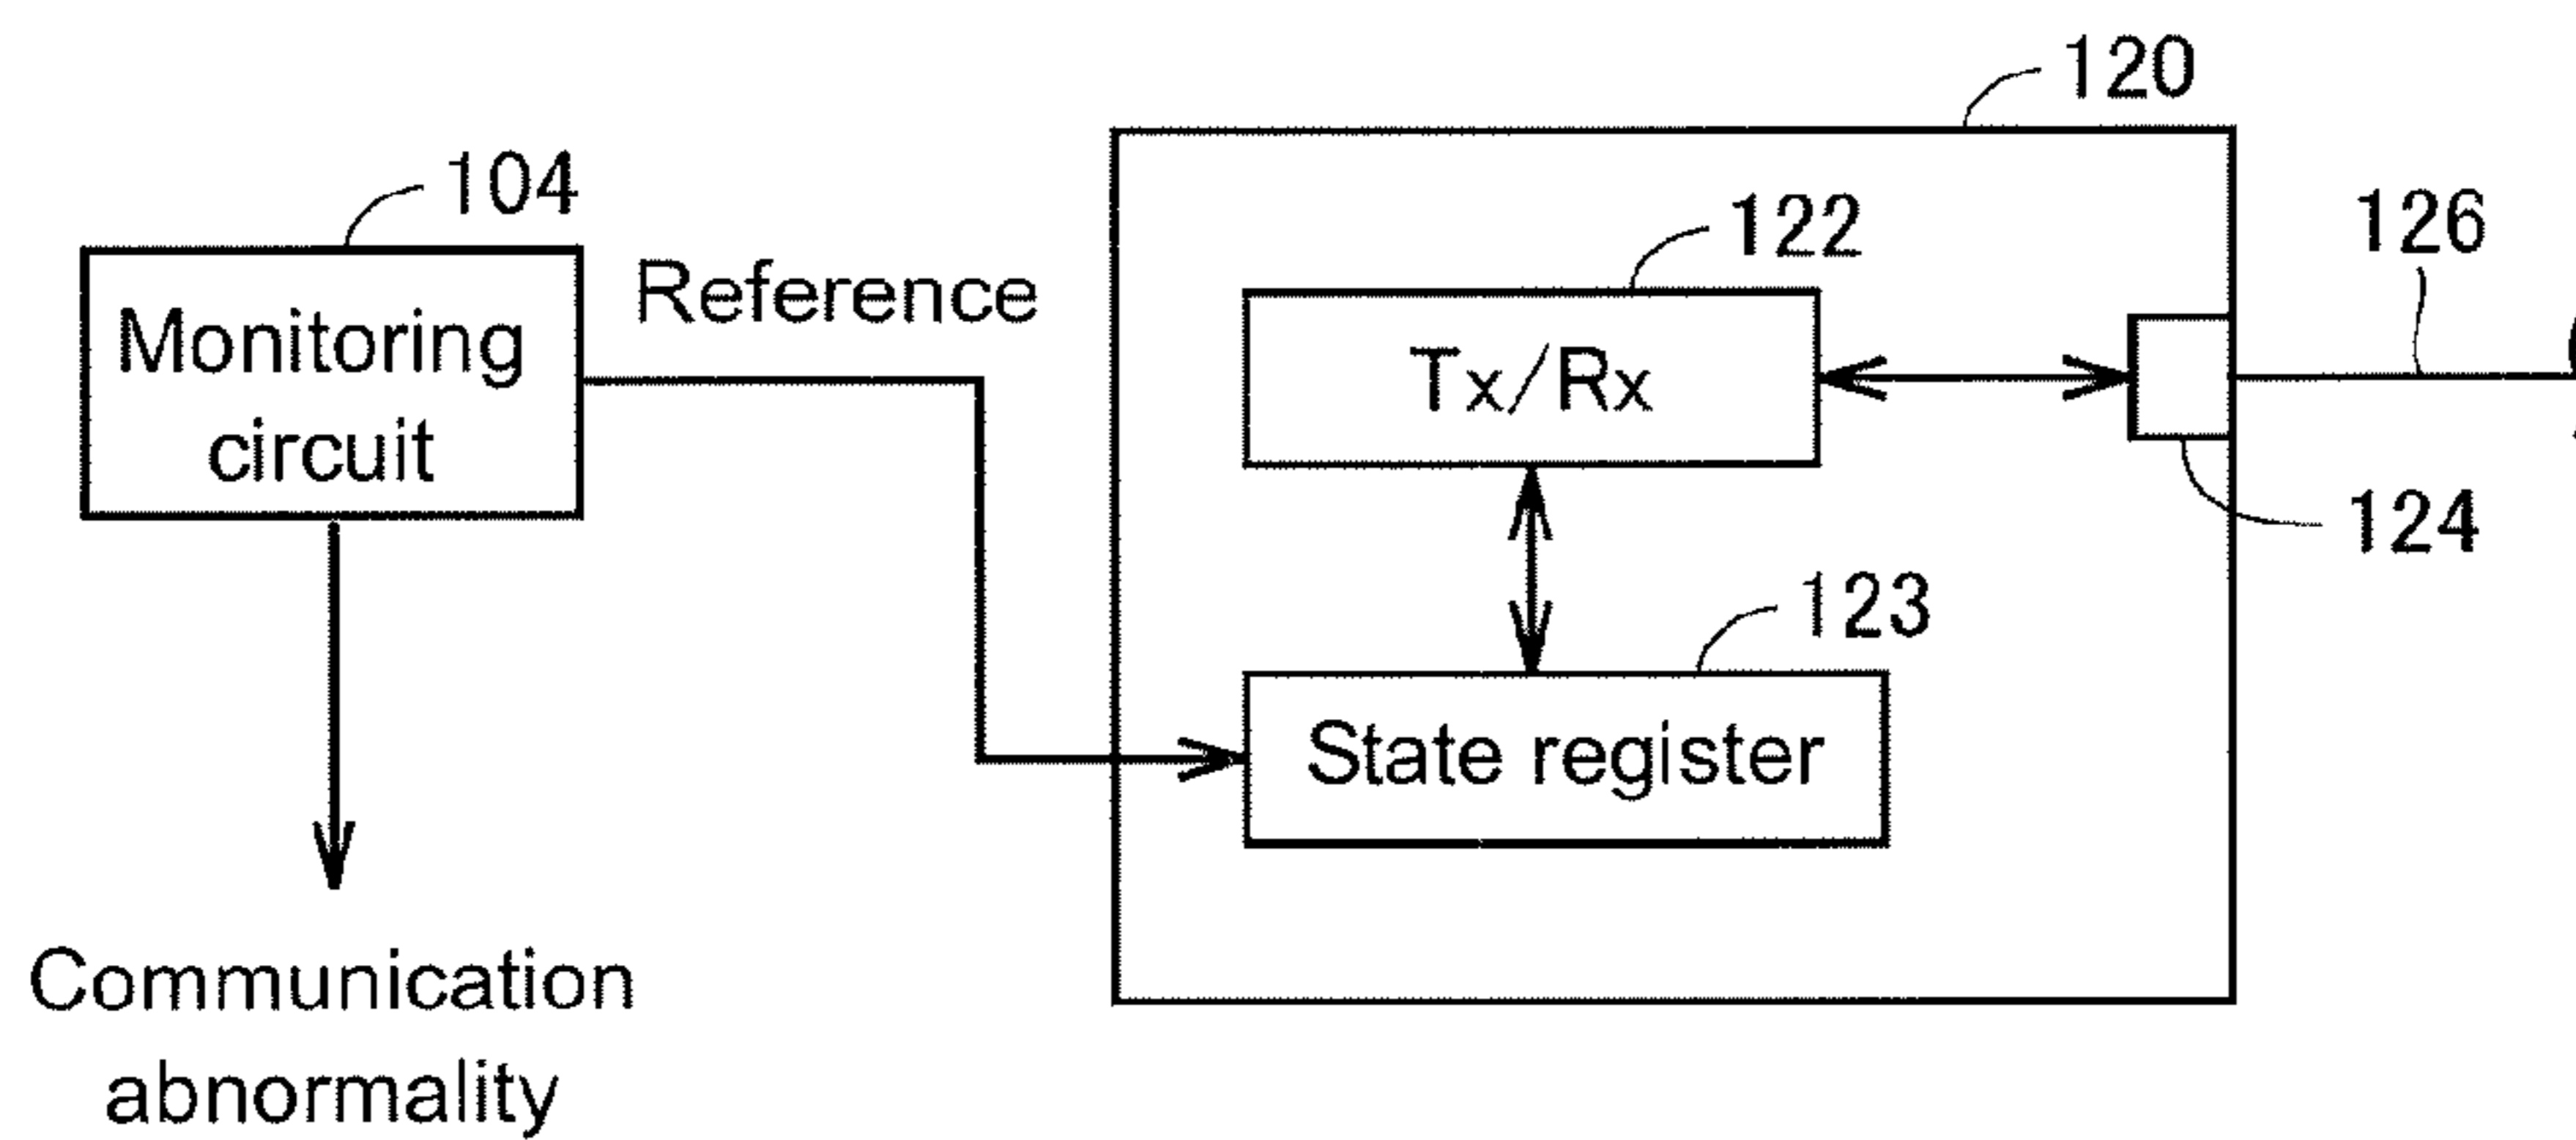 120
104
122
126
Reference
Monitoring
circuit
Tx/Rx
124
123
State register
Communication
abnormality